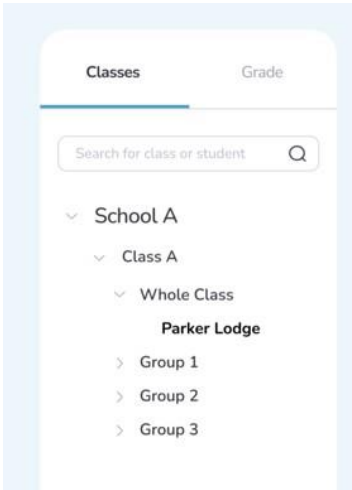 Classes Grade
Search for class or student
School A
Class A
Whole Class
Parker Lodge
Group 1
Group 2
Group 3